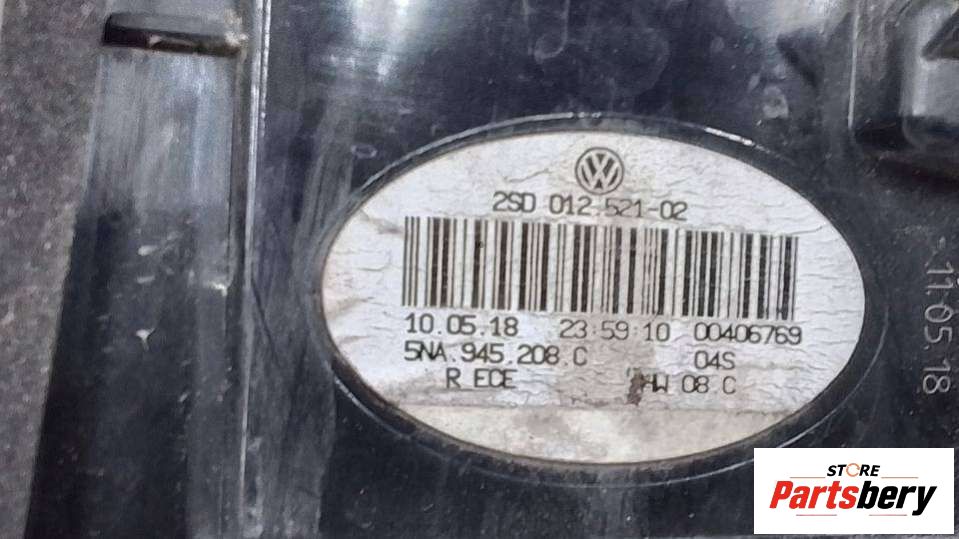 2SD 012.521-02
10.05.18 23:59:10 00406769
5NA.945.208.C 04S
R ECE HW 08.C
11.05.18
STORE
Partsbery